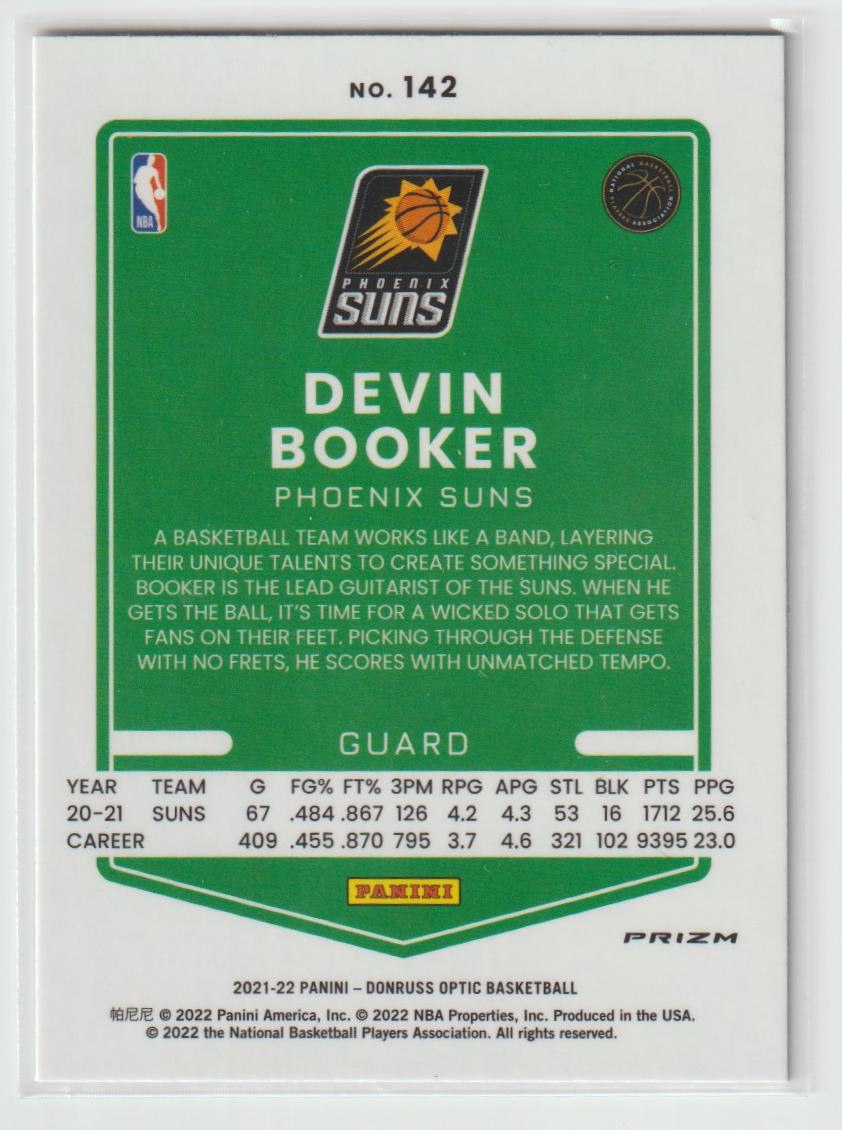 NO. 142
NBA
NATIONAL BASKETBALL
PLAYERS ASSOCIATION
PHOENIX
SUNS
DEVIN
BOOKER
PHOENIX SUNS
A BASKETBALL TEAM WORKS LIKE A BAND, LAYERING
THEIR UNIQUE TALENTS TO CREATE SOMETHING SPECIAL.
BOOKER IS THE LEAD GUITARIST OF THE SUNS. WHEN HE
GETS THE BALL, IT'S TIME FOR A WICKED SOLO THAT GETS
FANS ON THEIR FEET. PICKING THROUGH THE DEFENSE
WITH NO FRETS, HE SCORES WITH UNMATCHED TEMPO.
GUARD
YEAR TEAM G FG% FT% 3PM RPG APG STL BLK PTS PPG
20-21 SUNS 67 .484 .867 126 4.2 4.3 53 16 1712 25.6
CAREER 409 .455 .870 795 3.7 4.6 321 102 9395 23.0
PANINI
PRIZM
2021-22 PANINI – DONRUSS OPTIC BASKETBALL
帕尼尼 © 2022 Panini America, Inc. © 2022 NBA Properties, Inc. Produced in the USA.
© 2022 the National Basketball Players Association. All rights reserved.